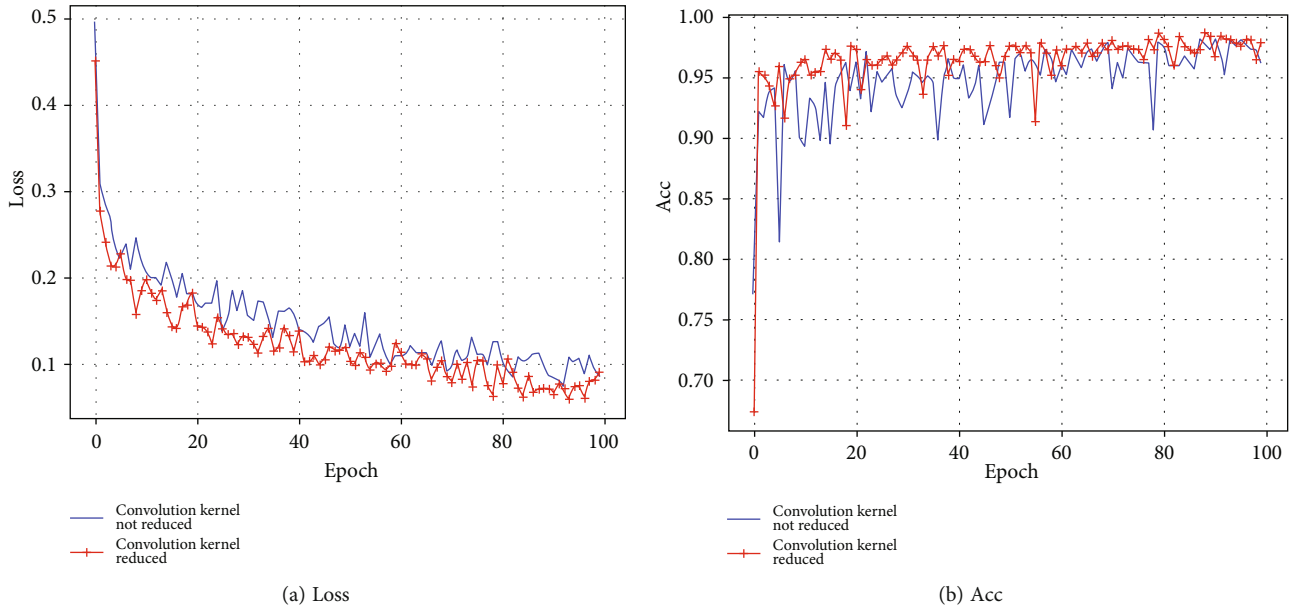 0.5
0.4
0.3
0.2
0.1
Loss
0 20 40 60 80 100
Epoch
Convolution kernel
not reduced
Convolution kernel
reduced
(a) Loss
1.00
0.95
0.90
0.85
0.80
0.75
0.70
Acc
0 20 40 60 80 100
Epoch
Convolution kernel
not reduced
Convolution kernel
reduced
(b) Acc